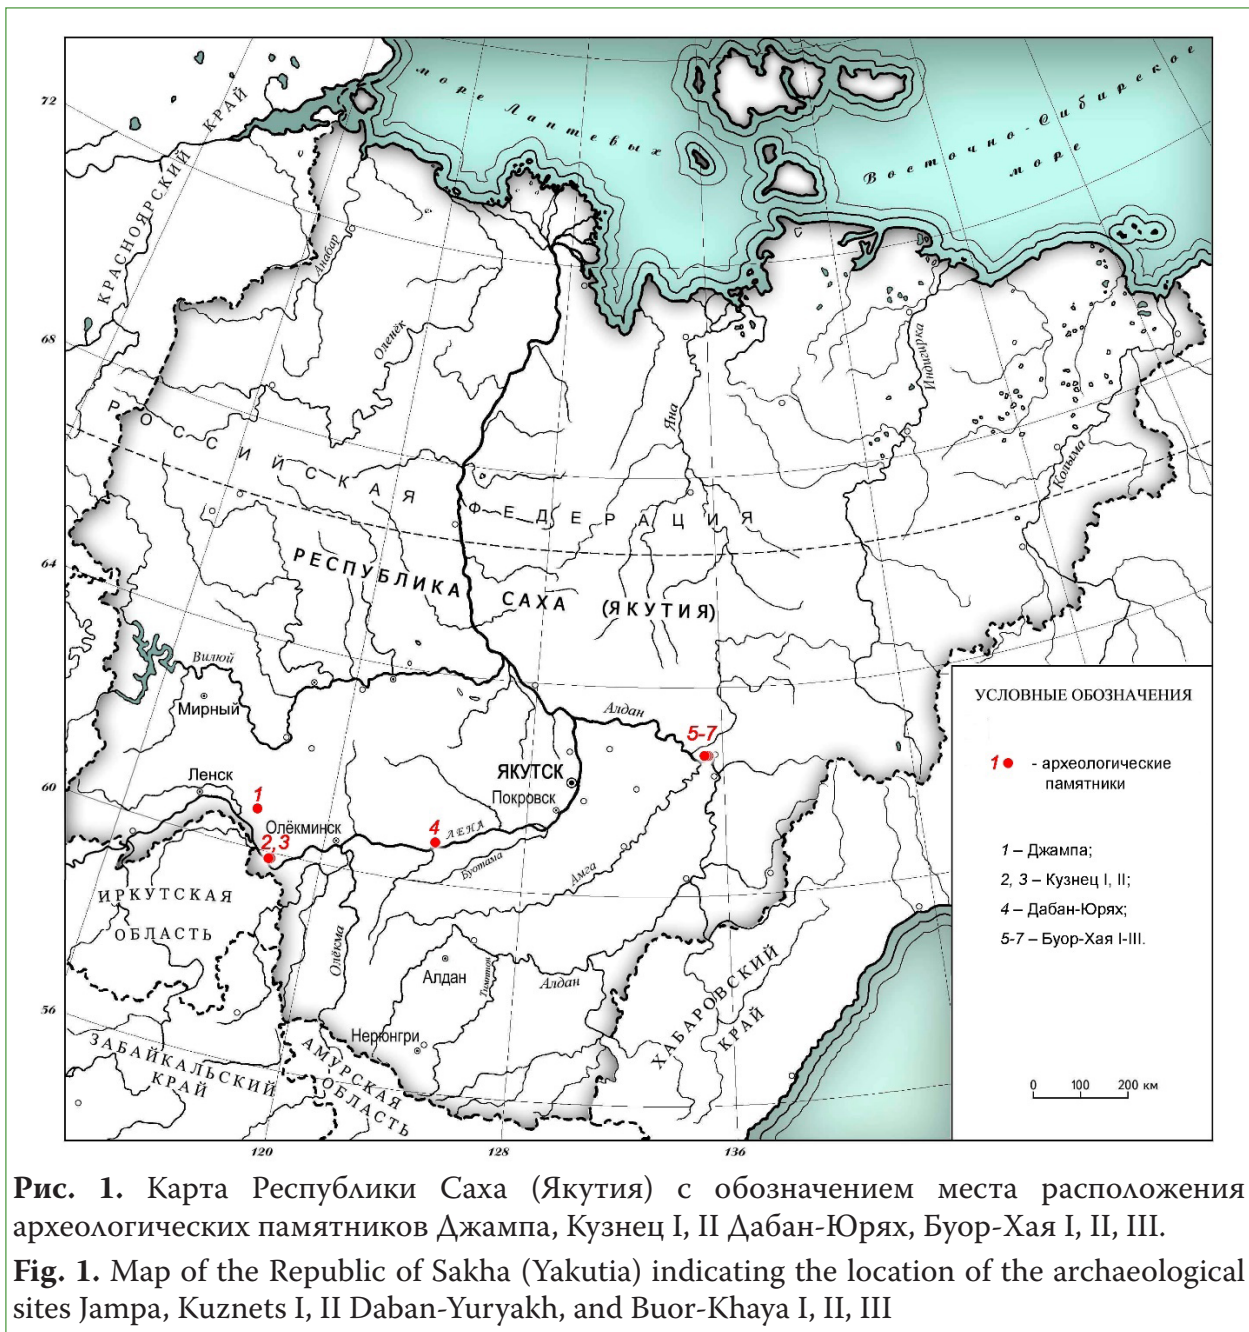 72
68
64
60
56
120
128
136
КРАСНОЯРСКИЙ КРАЙ
море Лаптевых
Восточно-Сибирское
море
Анабар
Оленёк
Яна
Индигирка
Колыма
РОССИЙСКАЯ ФЕДЕРАЦИЯ
РЕСПУБЛИКА САХА (ЯКУТИЯ)
Вилюй
Мирный
Алдан
5-7
Ленск
1
ЯКУТСК
Покровск
Олёкминск
2,3
4
ЛЕНА
Буотама
Амга
ИРКУТСКАЯ
ОБЛАСТЬ
Олёкма
Алдан
Тимптон
Алдан
Нерюнгри
ХАБАРОВСКИЙ
КРАЙ
ЗАБАЙКАЛЬСКИЙ
КРАЙ
АМУРСКАЯ
ОБЛАСТЬ
УСЛОВНЫЕ ОБОЗНАЧЕНИЯ
1 - археологические
памятники
1 – Джампа;
2, 3 – Кузнец I, II;
4 – Дабан-Юрях;
5-7 – Буор-Хая I-III.
0 100 200 км
Рис. 1. Карта Республики Саха (Якутия) с обозначением места расположения
археологических памятников Джампа, Кузнец I, II Дабан-Юрях, Буор-Хая I, II, III.
Fig. 1. Map of the Republic of Sakha (Yakutia) indicating the location of the archaeological
sites Jampa, Kuznets I, II Daban-Yuryakh, and Buor-Khaya I, II, III